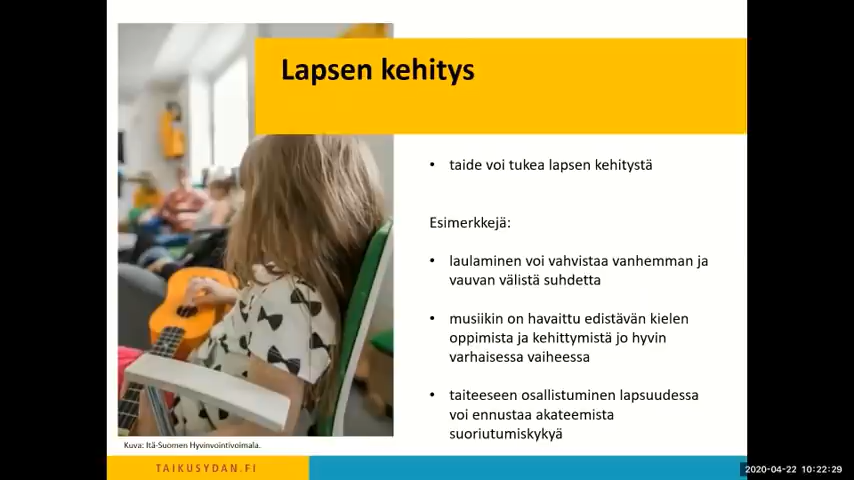 Lapsen kehitys
• taide voi tukea lapsen kehitystä
Esimerkkejä:
• laulaminen voi vahvistaa vanhemman ja
vauvan välistä suhdetta
• musiikin on havaittu edistävän kielen
oppimista ja kehittymistä jo hyvin
varhaisessa vaiheessa
• taiteeseen osallistuminen lapsuudessa
voi ennustaa akateemista
suoriutumiskykyä
Kuva: Itä-Suomen Hyvinvointivoimala.
TAIKUSYDAN.FI
2020-04-22 10:22:29